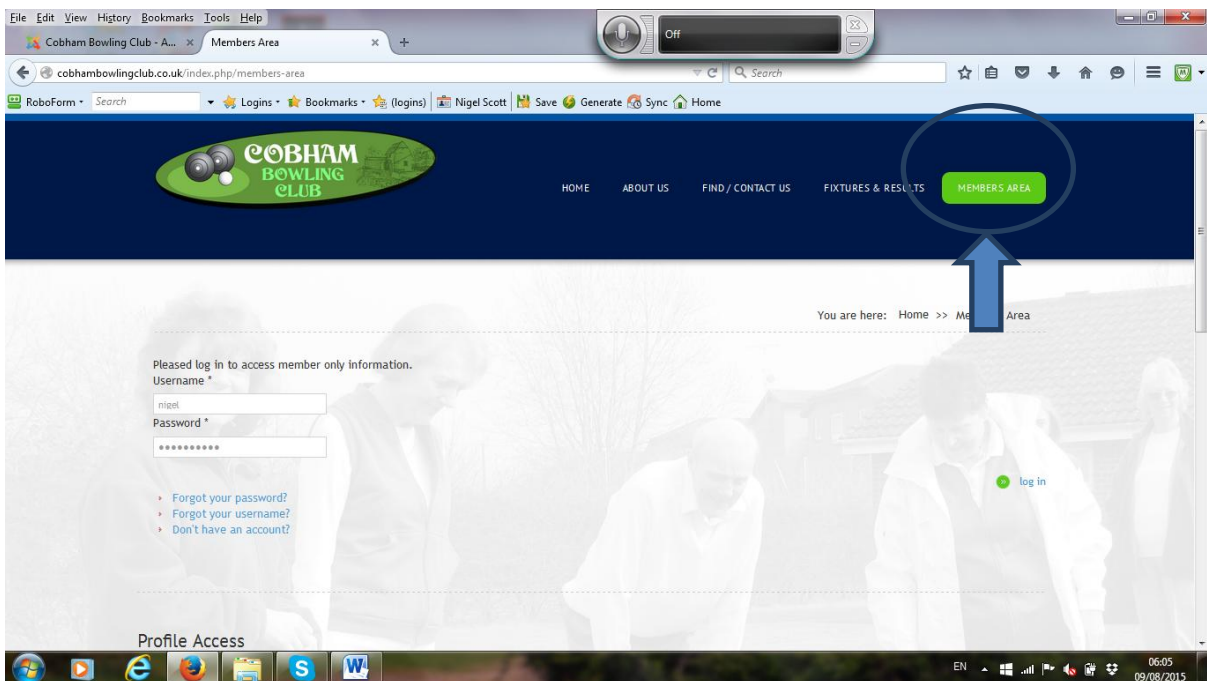 File Edit View History Bookmarks Tools Help
Cobham Bowling Club - A... × Members Area × +
Off
cobhambowlingclub.co.uk/index.php/members-area Search
RoboForm Search Logins Bookmarks (logins) Nigel Scott Save Generate Sync Home
COBHAM
BOWLING
CLUB
HOME ABOUT US FIND / CONTACT US FIXTURES & RESULTS MEMBERS AREA
You are here: Home >> Area
Pleased log in to access member only information.
Username *
nigel
Password *
••••••••••
log in
Forgot your password?
Forgot your username?
Don't have an account?
Profile Access
EN 06:05
09/08/2015